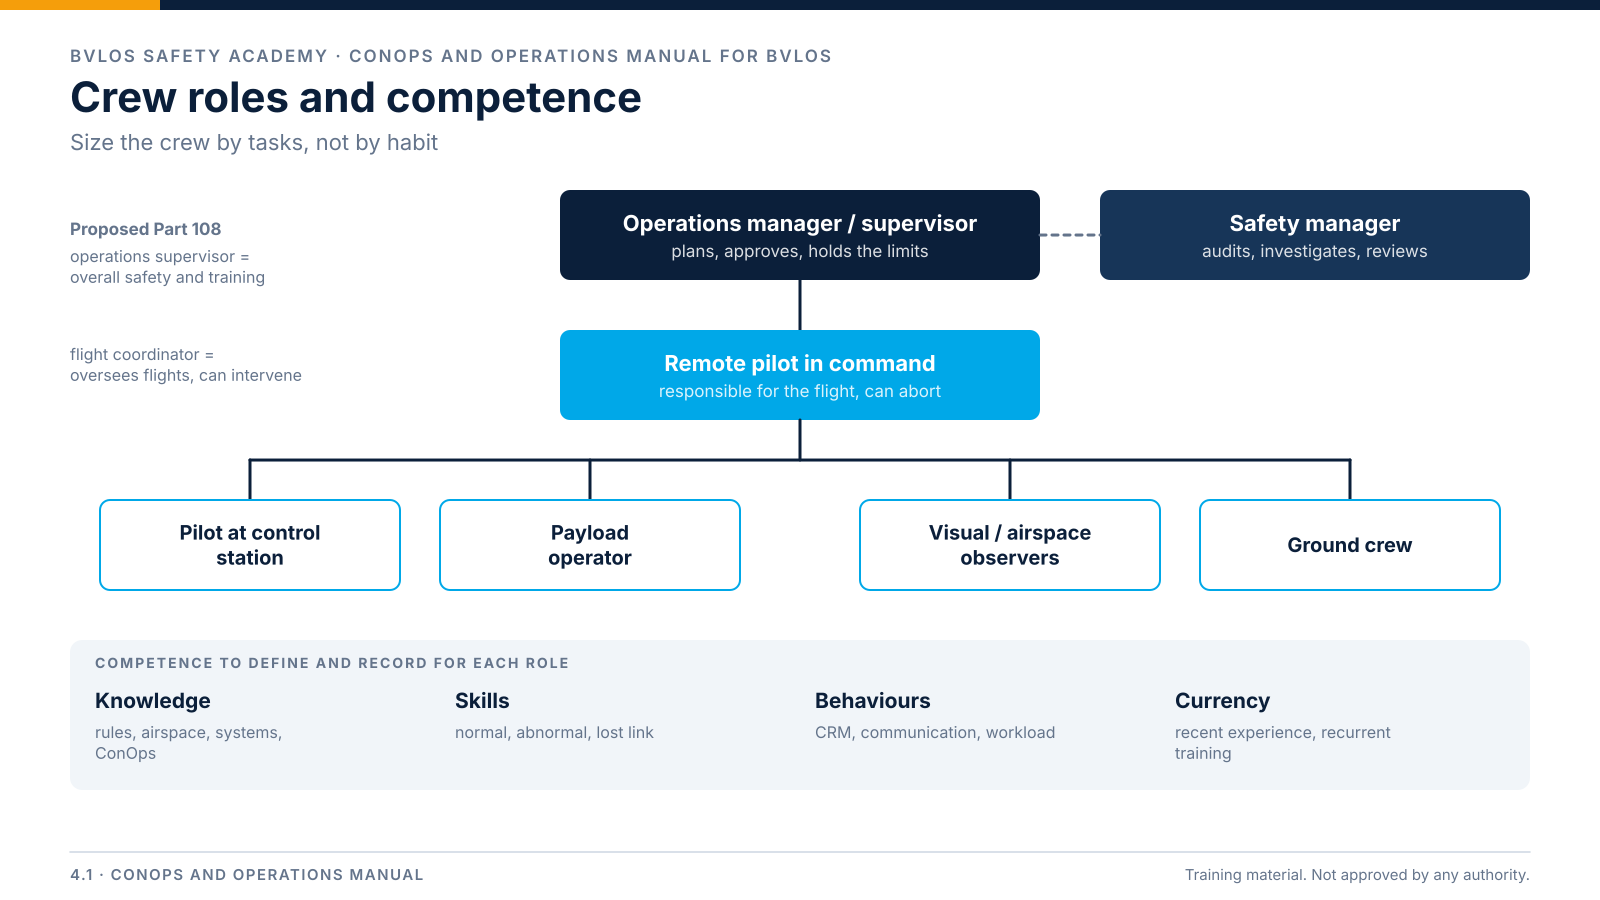 BVLOS SAFETY ACADEMY · CONOPS AND OPERATIONS MANUAL FOR BVLOS
Crew roles and competence
Size the crew by tasks, not by habit
Proposed Part 108
operations supervisor =
overall safety and training
flight coordinator =
oversees flights, can intervene
Operations manager / supervisor
plans, approves, holds the limits
Safety manager
audits, investigates, reviews
Remote pilot in command
responsible for the flight, can abort
Pilot at control
station
Payload
operator
Visual / airspace
observers
Ground crew
COMPETENCE TO DEFINE AND RECORD FOR EACH ROLE
Knowledge
rules, airspace, systems,
ConOps
Skills
normal, abnormal, lost link
Behaviours
CRM, communication, workload
Currency
recent experience, recurrent
training
4.1 · CONOPS AND OPERATIONS MANUAL
Training material. Not approved by any authority.